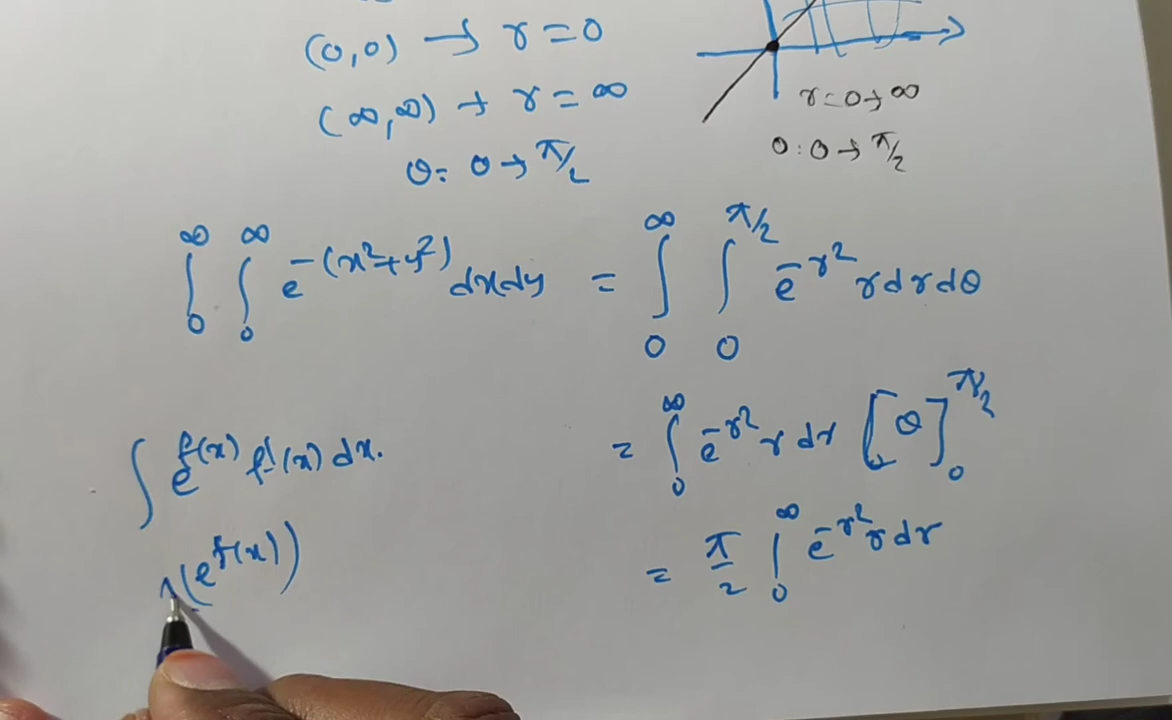 (0,0) → r = 0
(∞,∞) → r = ∞
θ = 0 → π/2
r = 0 → ∞
θ : 0 → π/2
∫₀^∞ ∫₀^∞ e^-(x²+y²) dx dy = ∫₀^∞ ∫₀^π/2 e^-r² r dr dθ
= ∫₀^∞ e^-r² r dr [θ]₀^π/2
∫ e^f(x) f'(x) dx.
= π/2 ∫₀^∞ e^-r² r dr
(e^f(x))